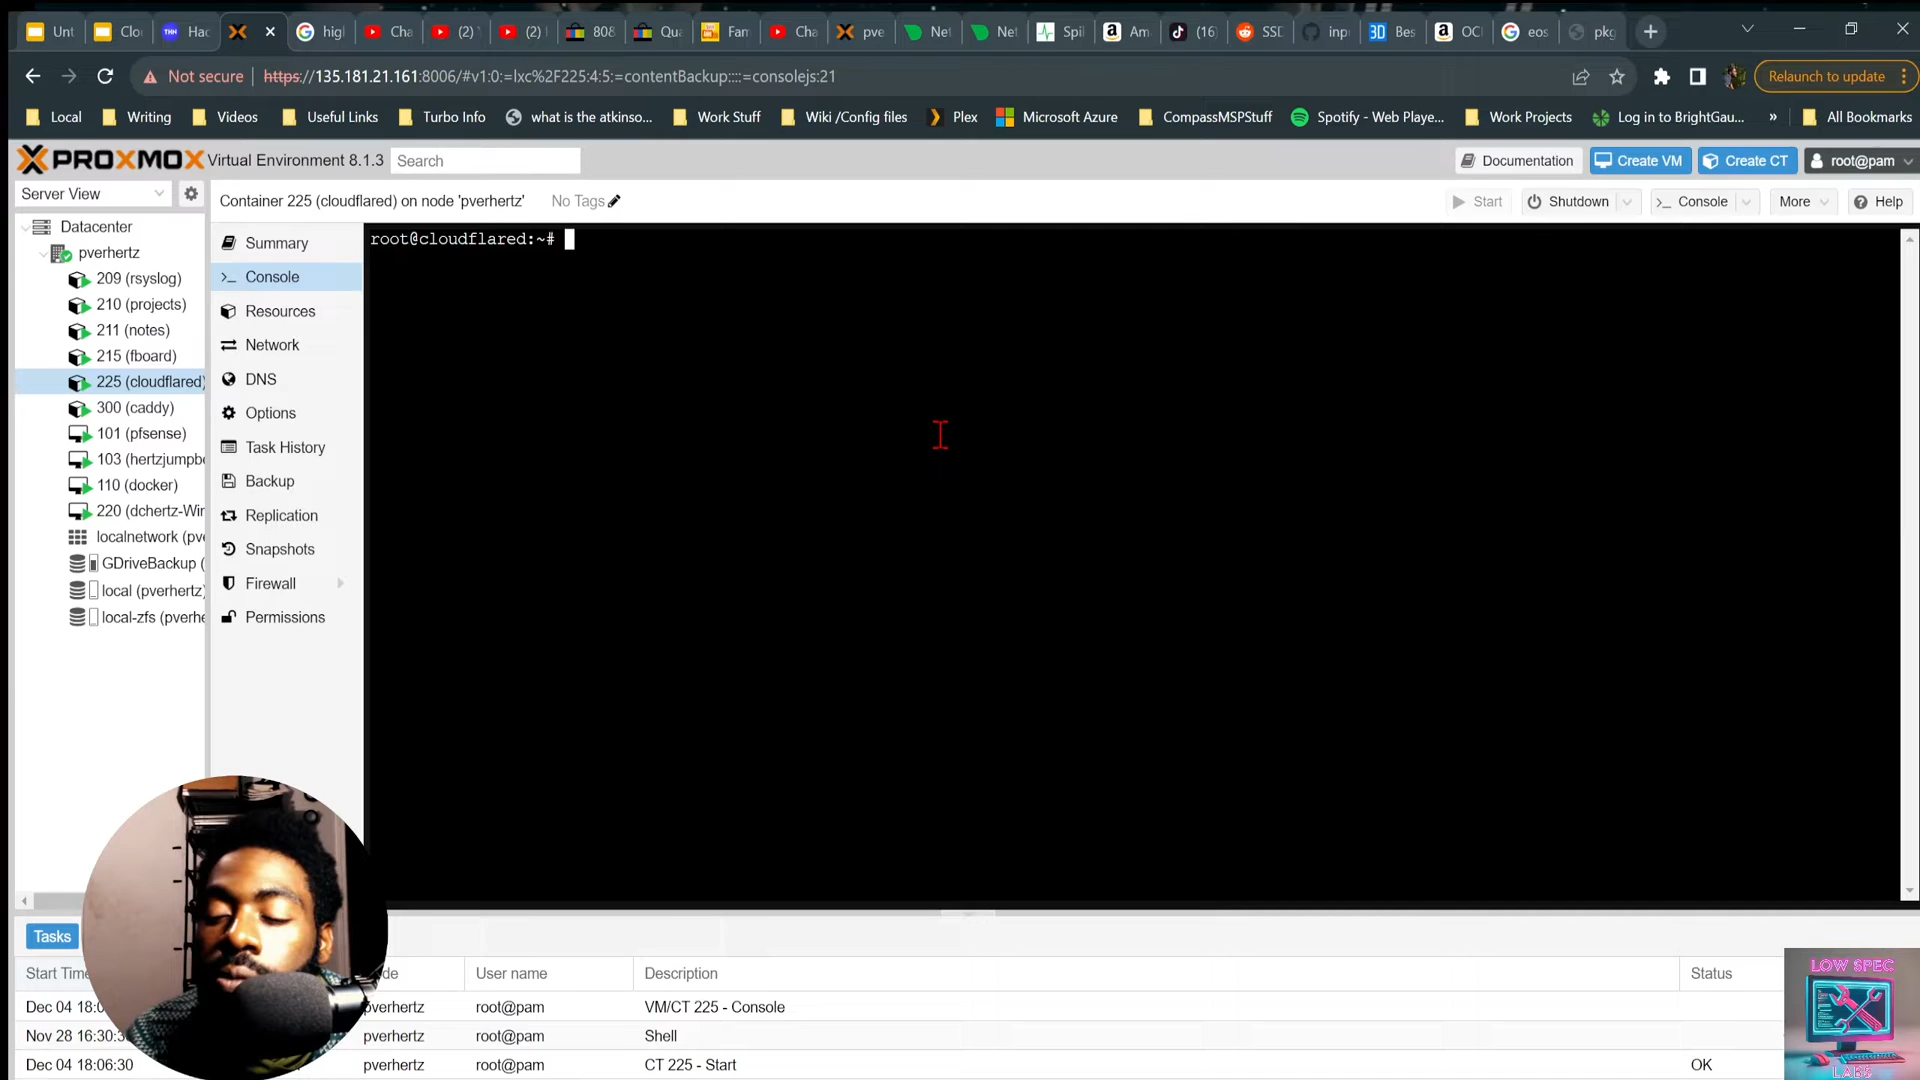 Unt
Clo
Hac
higl
Cha
(2)
(2)
808
Qua
Fam
Cha
pve
Net
Net
Spil
Am
(16)
SSD
inpu
Bes
OC
eos
pkg
Not secure
https://135.181.21.161:8006/#v1:0:=lxc%2F225:4:5:=contentBackup::::=consolejs:21
Relaunch to update
Local
Writing
Videos
Useful Links
Turbo Info
what is the atkinso...
Work Stuff
Wiki /Config files
Plex
Microsoft Azure
CompassMSPStuff
Spotify - Web Playe...
Work Projects
Log in to BrightGau...
»
All Bookmarks
PROXMOX Virtual Environment 8.1.3
Search
Documentation
Create VM
Create CT
root@pam
Server View
Container 225 (cloudflared) on node 'pverhertz'
No Tags
Start
Shutdown
Console
More
Help
Datacenter
pverhertz
209 (rsyslog)
210 (projects)
211 (notes)
215 (fboard)
225 (cloudflared)
300 (caddy)
101 (pfsense)
103 (hertzjumpb
110 (docker)
220 (dchertz-Wir
localnetwork (pve
GDriveBackup (
local (pverhertz)
local-zfs (pverhe
Summary
Console
Resources
Network
DNS
Options
Task History
Backup
Replication
Snapshots
Firewall
Permissions
root@cloudflared:~#
Tasks
Start Time
de
User name
Description
Status
Dec 04 18:0
pverhertz
root@pam
VM/CT 225 - Console
Nov 28 16:30:3
pverhertz
root@pam
Shell
Dec 04 18:06:30
pverhertz
root@pam
CT 225 - Start
OK
LOW SPEC
LABS